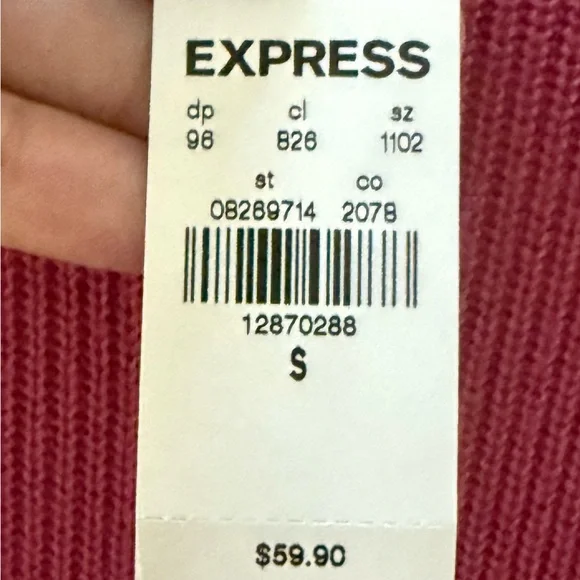 EXPRESS
dp cl sz
96 826 1102
st co
08269714 2078
12870288
S
$59.90